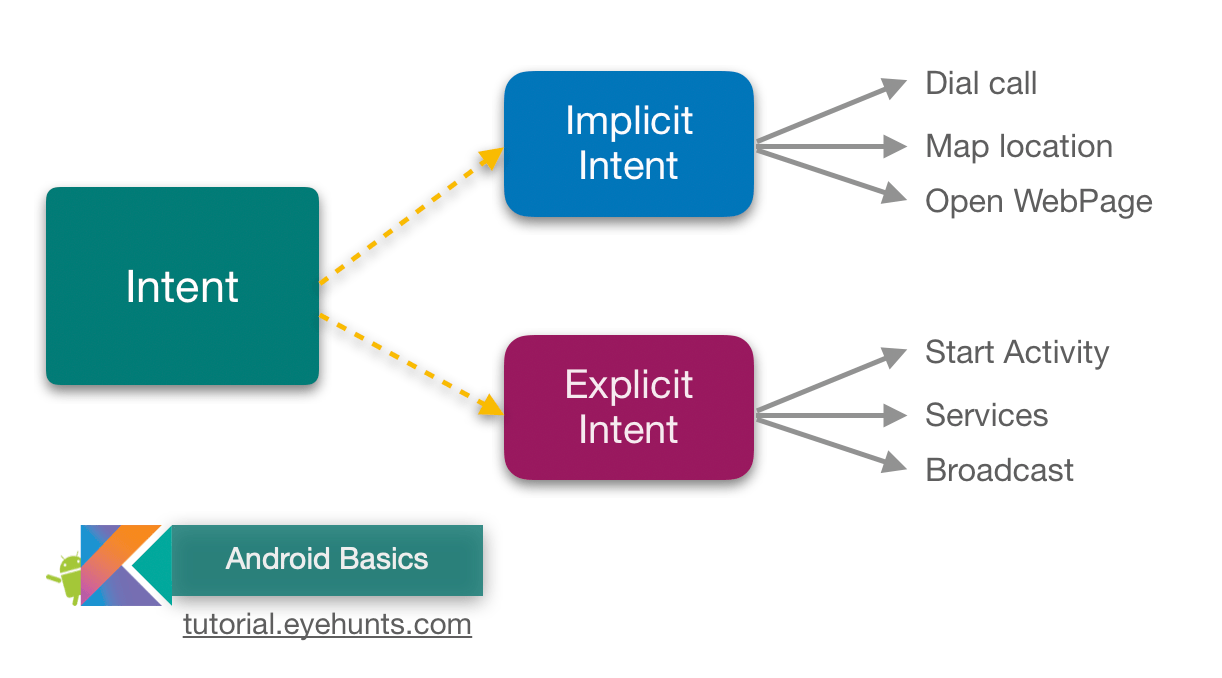 Intent
Implicit
Intent
Dial call
Map location
Open WebPage
Explicit
Intent
Start Activity
Services
Broadcast
Android Basics
tutorial.eyehunts.com